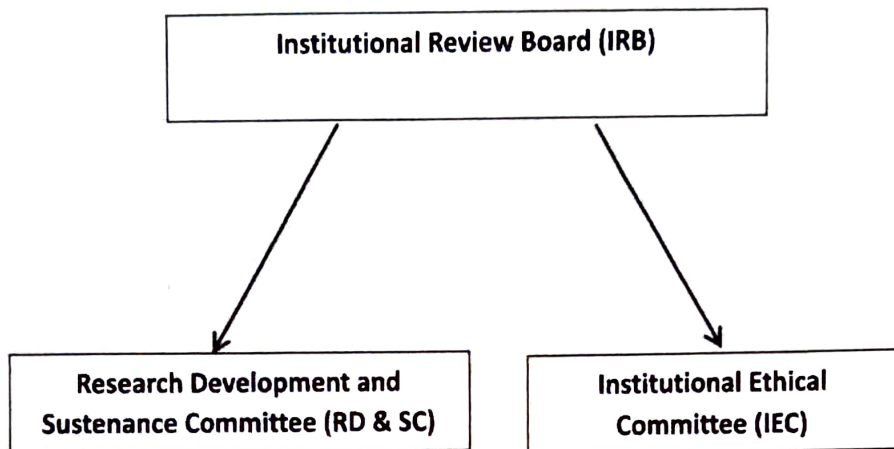 Institutional Review Board (IRB)
Research Development and
Sustenance Committee (RD & SC)
Institutional Ethical
Committee (IEC)